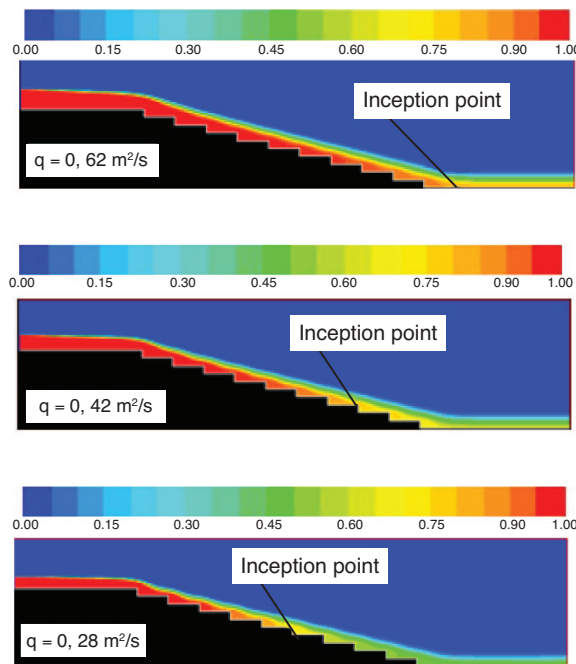 0.00 0.15 0.30 0.45 0.60 0.75 0.90 1.00
Inception point
q = 0, 62 m²/s
0.00 0.15 0.30 0.45 0.60 0.75 0.90 1.00
Inception point
q = 0, 42 m²/s
0.00 0.15 0.30 0.45 0.60 0.75 0.90 1.00
Inception point
q = 0, 28 m²/s